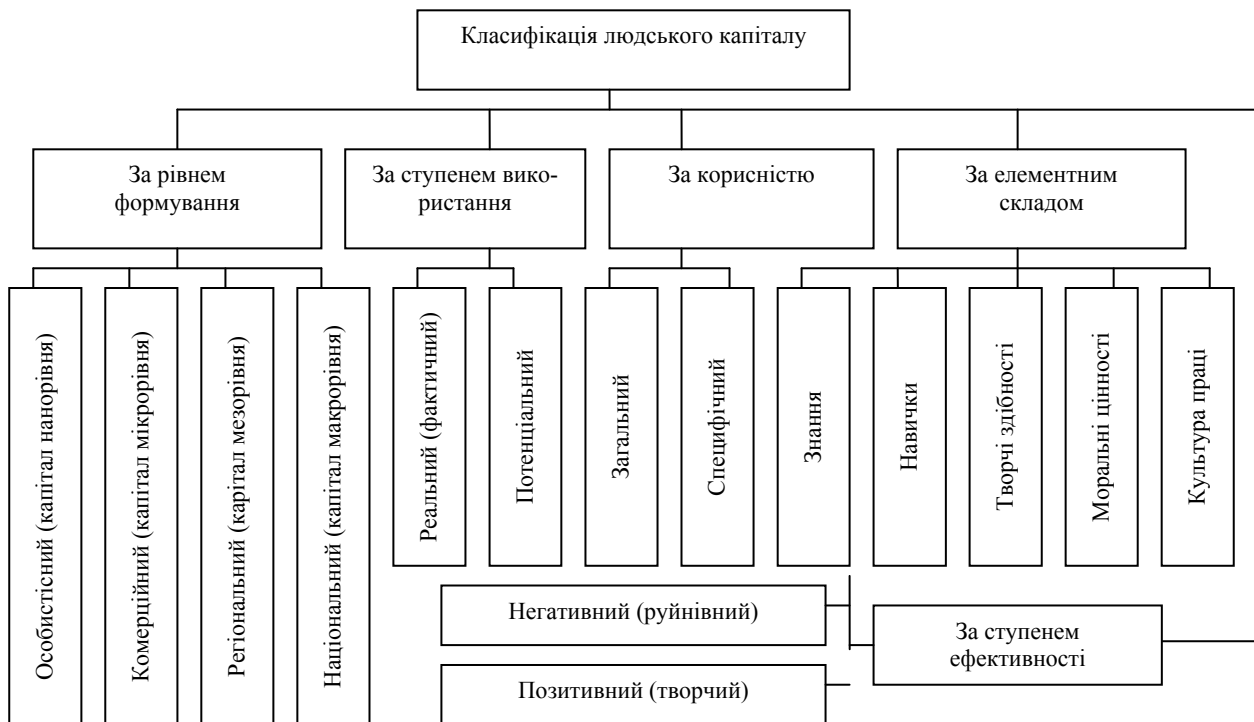 Класифікація людського капіталу
За рівнем
формування
За ступенем вико-
ристання
За корисністю
За елементним
складом
Особистісний (капітал нанорівня)
Комерційний (капітал мікрорівня)
Регіональный (карітал мезорівня)
Національный (капітал макрорівня)
Реальний (фактичний)
Потенціальний
Загальний
Специфічний
Знання
Навички
Творчі здібності
Моральні цінності
Культура праці
Негативний (руйнівний)
За ступенем
ефективності
Позитивний (творчий)